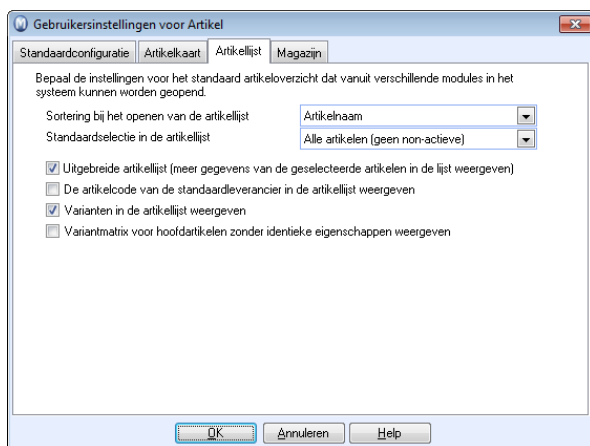 Gebruikersinstellingen voor Artikel
Standaardconfiguratie Artikelkaart Artikellijst Magazijn
Bepaal de instellingen voor het standaard artikeloverzicht dat vanuit verschillende modules in het
systeem kunnen worden geopend.
Sortering bij het openen van de artikellijst Artikelnaam
Standaardselectie in de artikellijst Alle artikelen (geen non-actieve)
Uitgebreide artikellijst (meer gegevens van de geselecteerde artikelen in de lijst weergeven)
De artikelcode van de standaardleverancier in de artikellijst weergeven
Varianten in de artikellijst weergeven
Variantmatrix voor hoofdartikelen zonder identieke eigenschappen weergeven
OK Annuleren Help